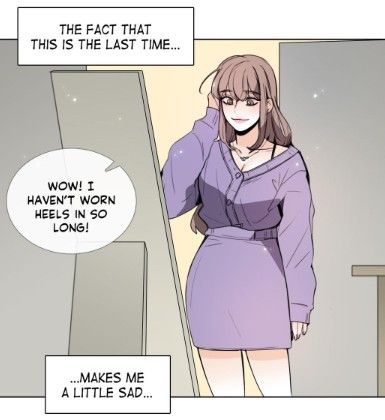 THE FACT THAT
THIS IS THE LAST TIME...
WOW! I
HAVEN'T WORN
HEELS IN SO
LONG!
...MAKES ME
A LITTLE SAD...